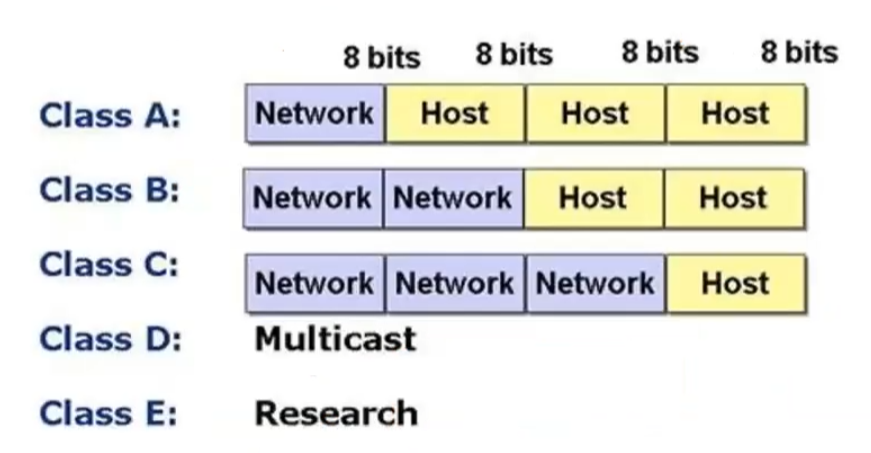 8 bits 8 bits 8 bits 8 bits
Class A: Network Host Host Host
Class B: Network Network Host Host
Class C: Network Network Network Host
Class D: Multicast
Class E: Research